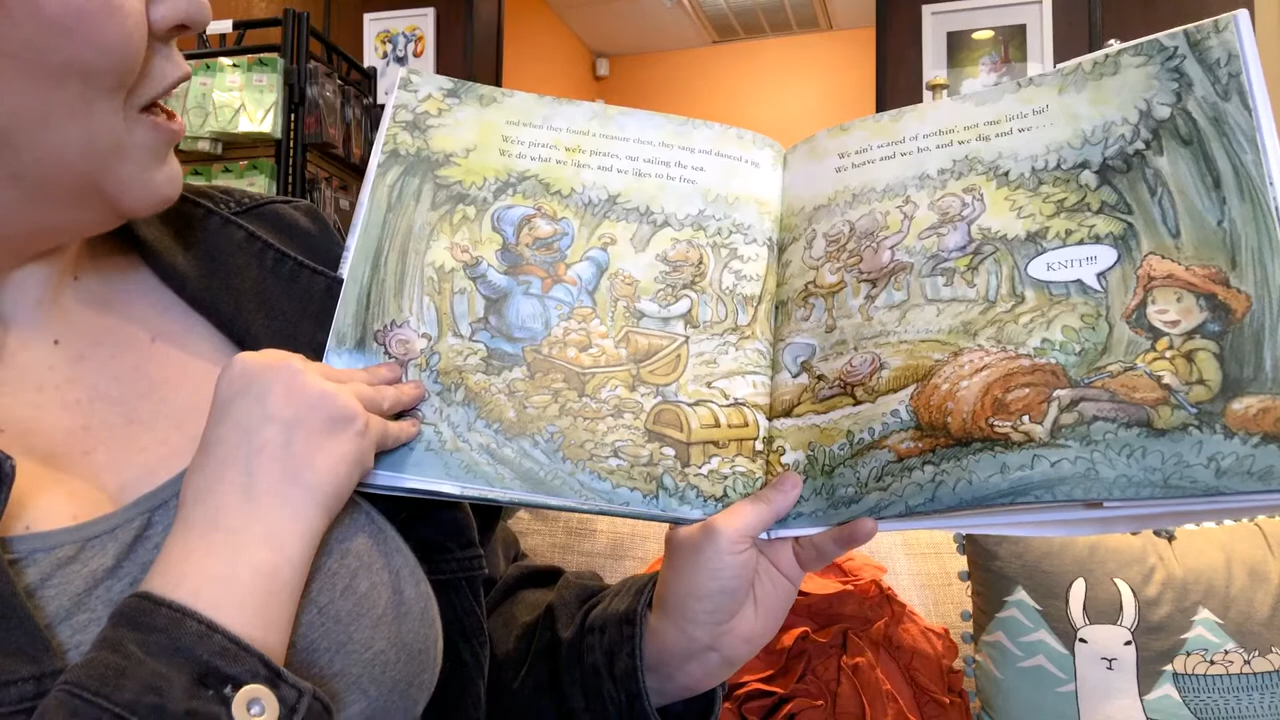 and when they found a treasure chest, they sang and danced a jig.
We're pirates, we're pirates, out sailing the sea.
We do what we likes, and we likes to be free.
We ain't scared of nothin', not one little bit!
We heave and we ho, and we dig and we . . .
KNIT!!!